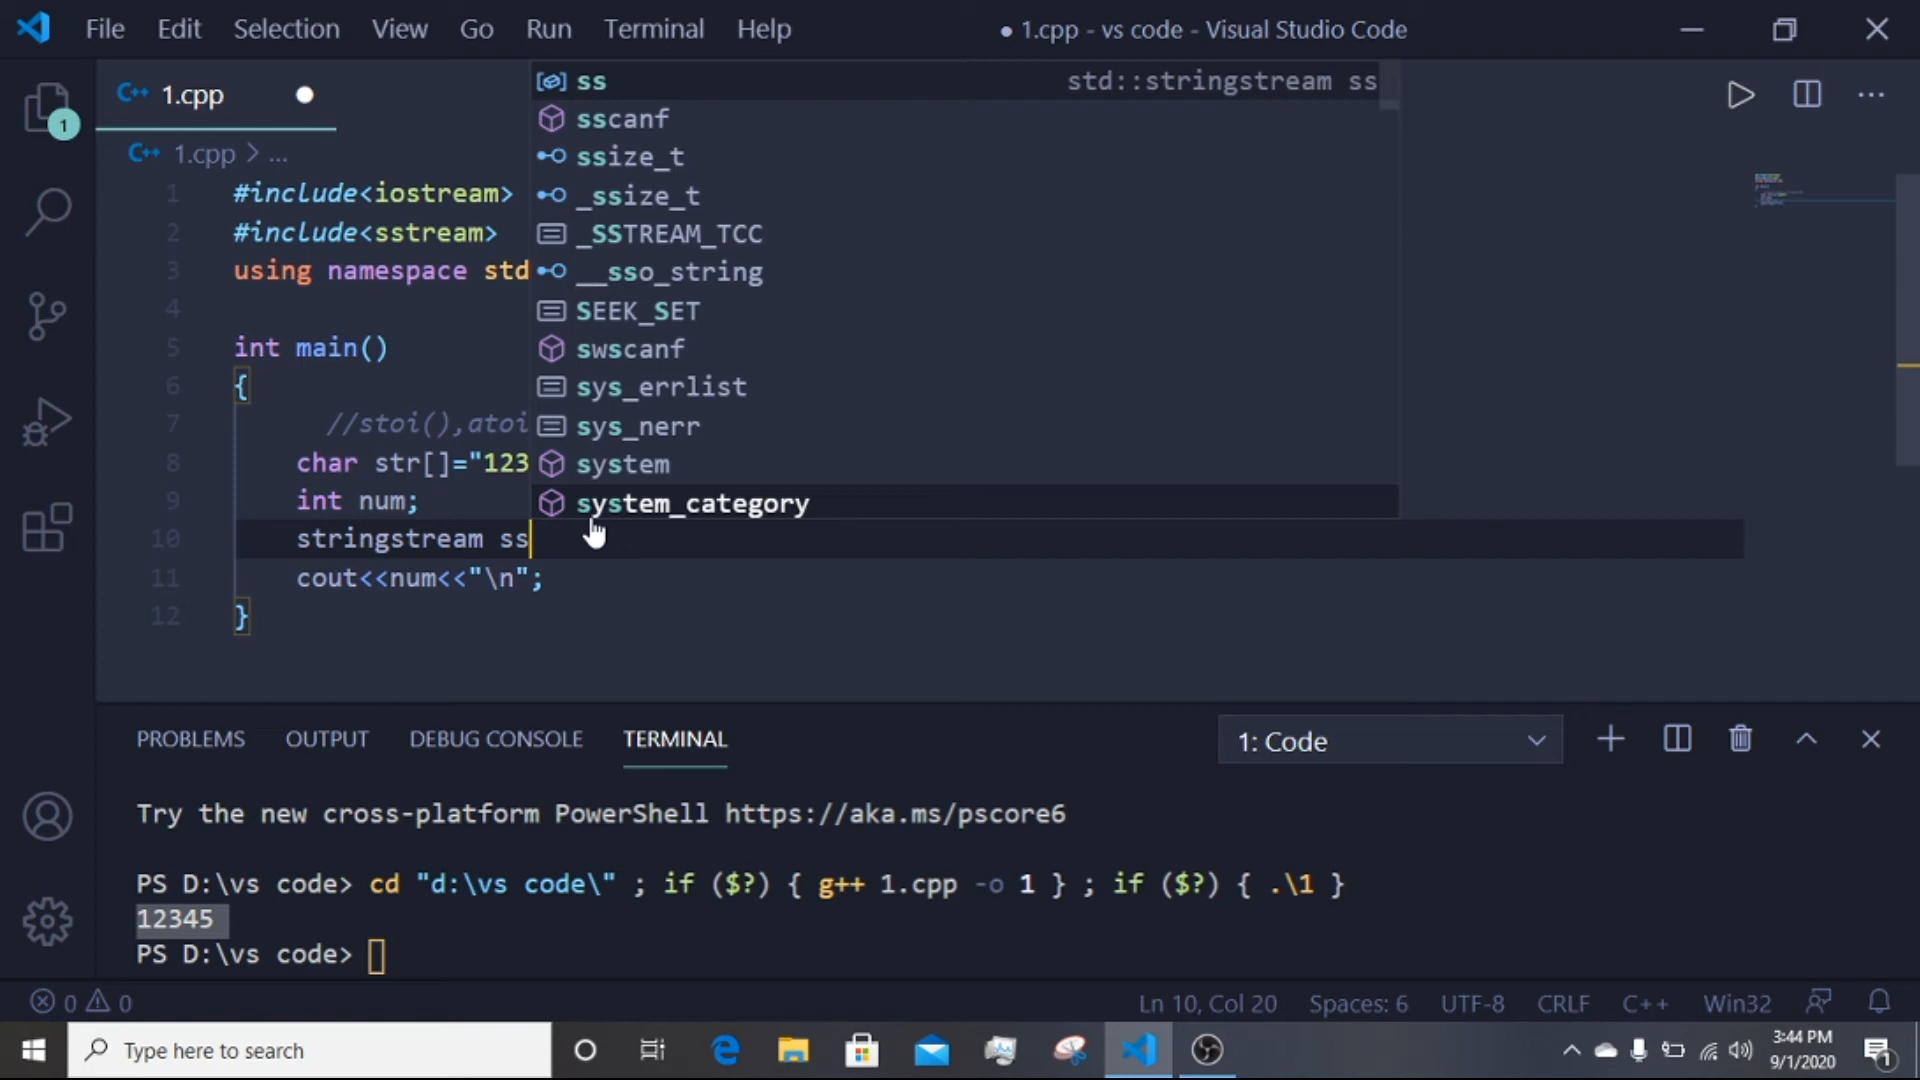 File Edit Selection View Go Run Terminal Help ● 1.cpp - vs code - Visual Studio Code
1
C++ 1.cpp
C++ 1.cpp > ...
ss std::stringstream ss
sscanf
ssize_t
_ssize_t
_SSTREAM_TCC
__sso_string
SEEK_SET
swscanf
sys_errlist
sys_nerr
system
system_category
1 #include<iostream>
2 #include<sstream>
3 using namespace std
4
5 int main()
6 {
7 //stoi(),atoi
8 char str[]="123
9 int num;
10 stringstream ss
11 cout<<num<<"\n";
12 }
PROBLEMS OUTPUT DEBUG CONSOLE TERMINAL 1: Code
Try the new cross-platform PowerShell https://aka.ms/pscore6
PS D:\vs code> cd "d:\vs code\" ; if ($?) { g++ 1.cpp -o 1 } ; if ($?) { .\1 }
12345
PS D:\vs code>
0 0 Ln 10, Col 20 Spaces: 6 UTF-8 CRLF C++ Win32
Type here to search
3:44 PM
9/1/2020
1